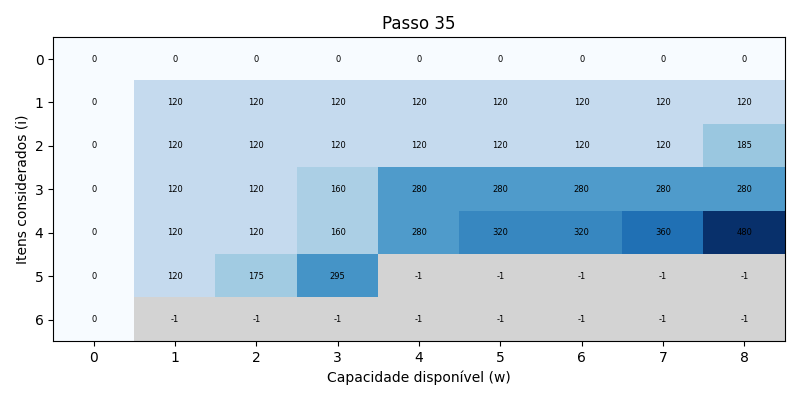 Passo 35
Itens considerados (i)
0 0 0 0 0 0 0 0 0 0
1 0 120 120 120 120 120 120 120 120
2 0 120 120 120 120 120 120 120 185
3 0 120 120 160 280 280 280 280 280
4 0 120 120 160 280 320 320 360 480
5 0 120 175 295 -1 -1 -1 -1 -1
6 0 -1 -1 -1 -1 -1 -1 -1 -1
0 1 2 3 4 5 6 7 8
Capacidade disponível (w)